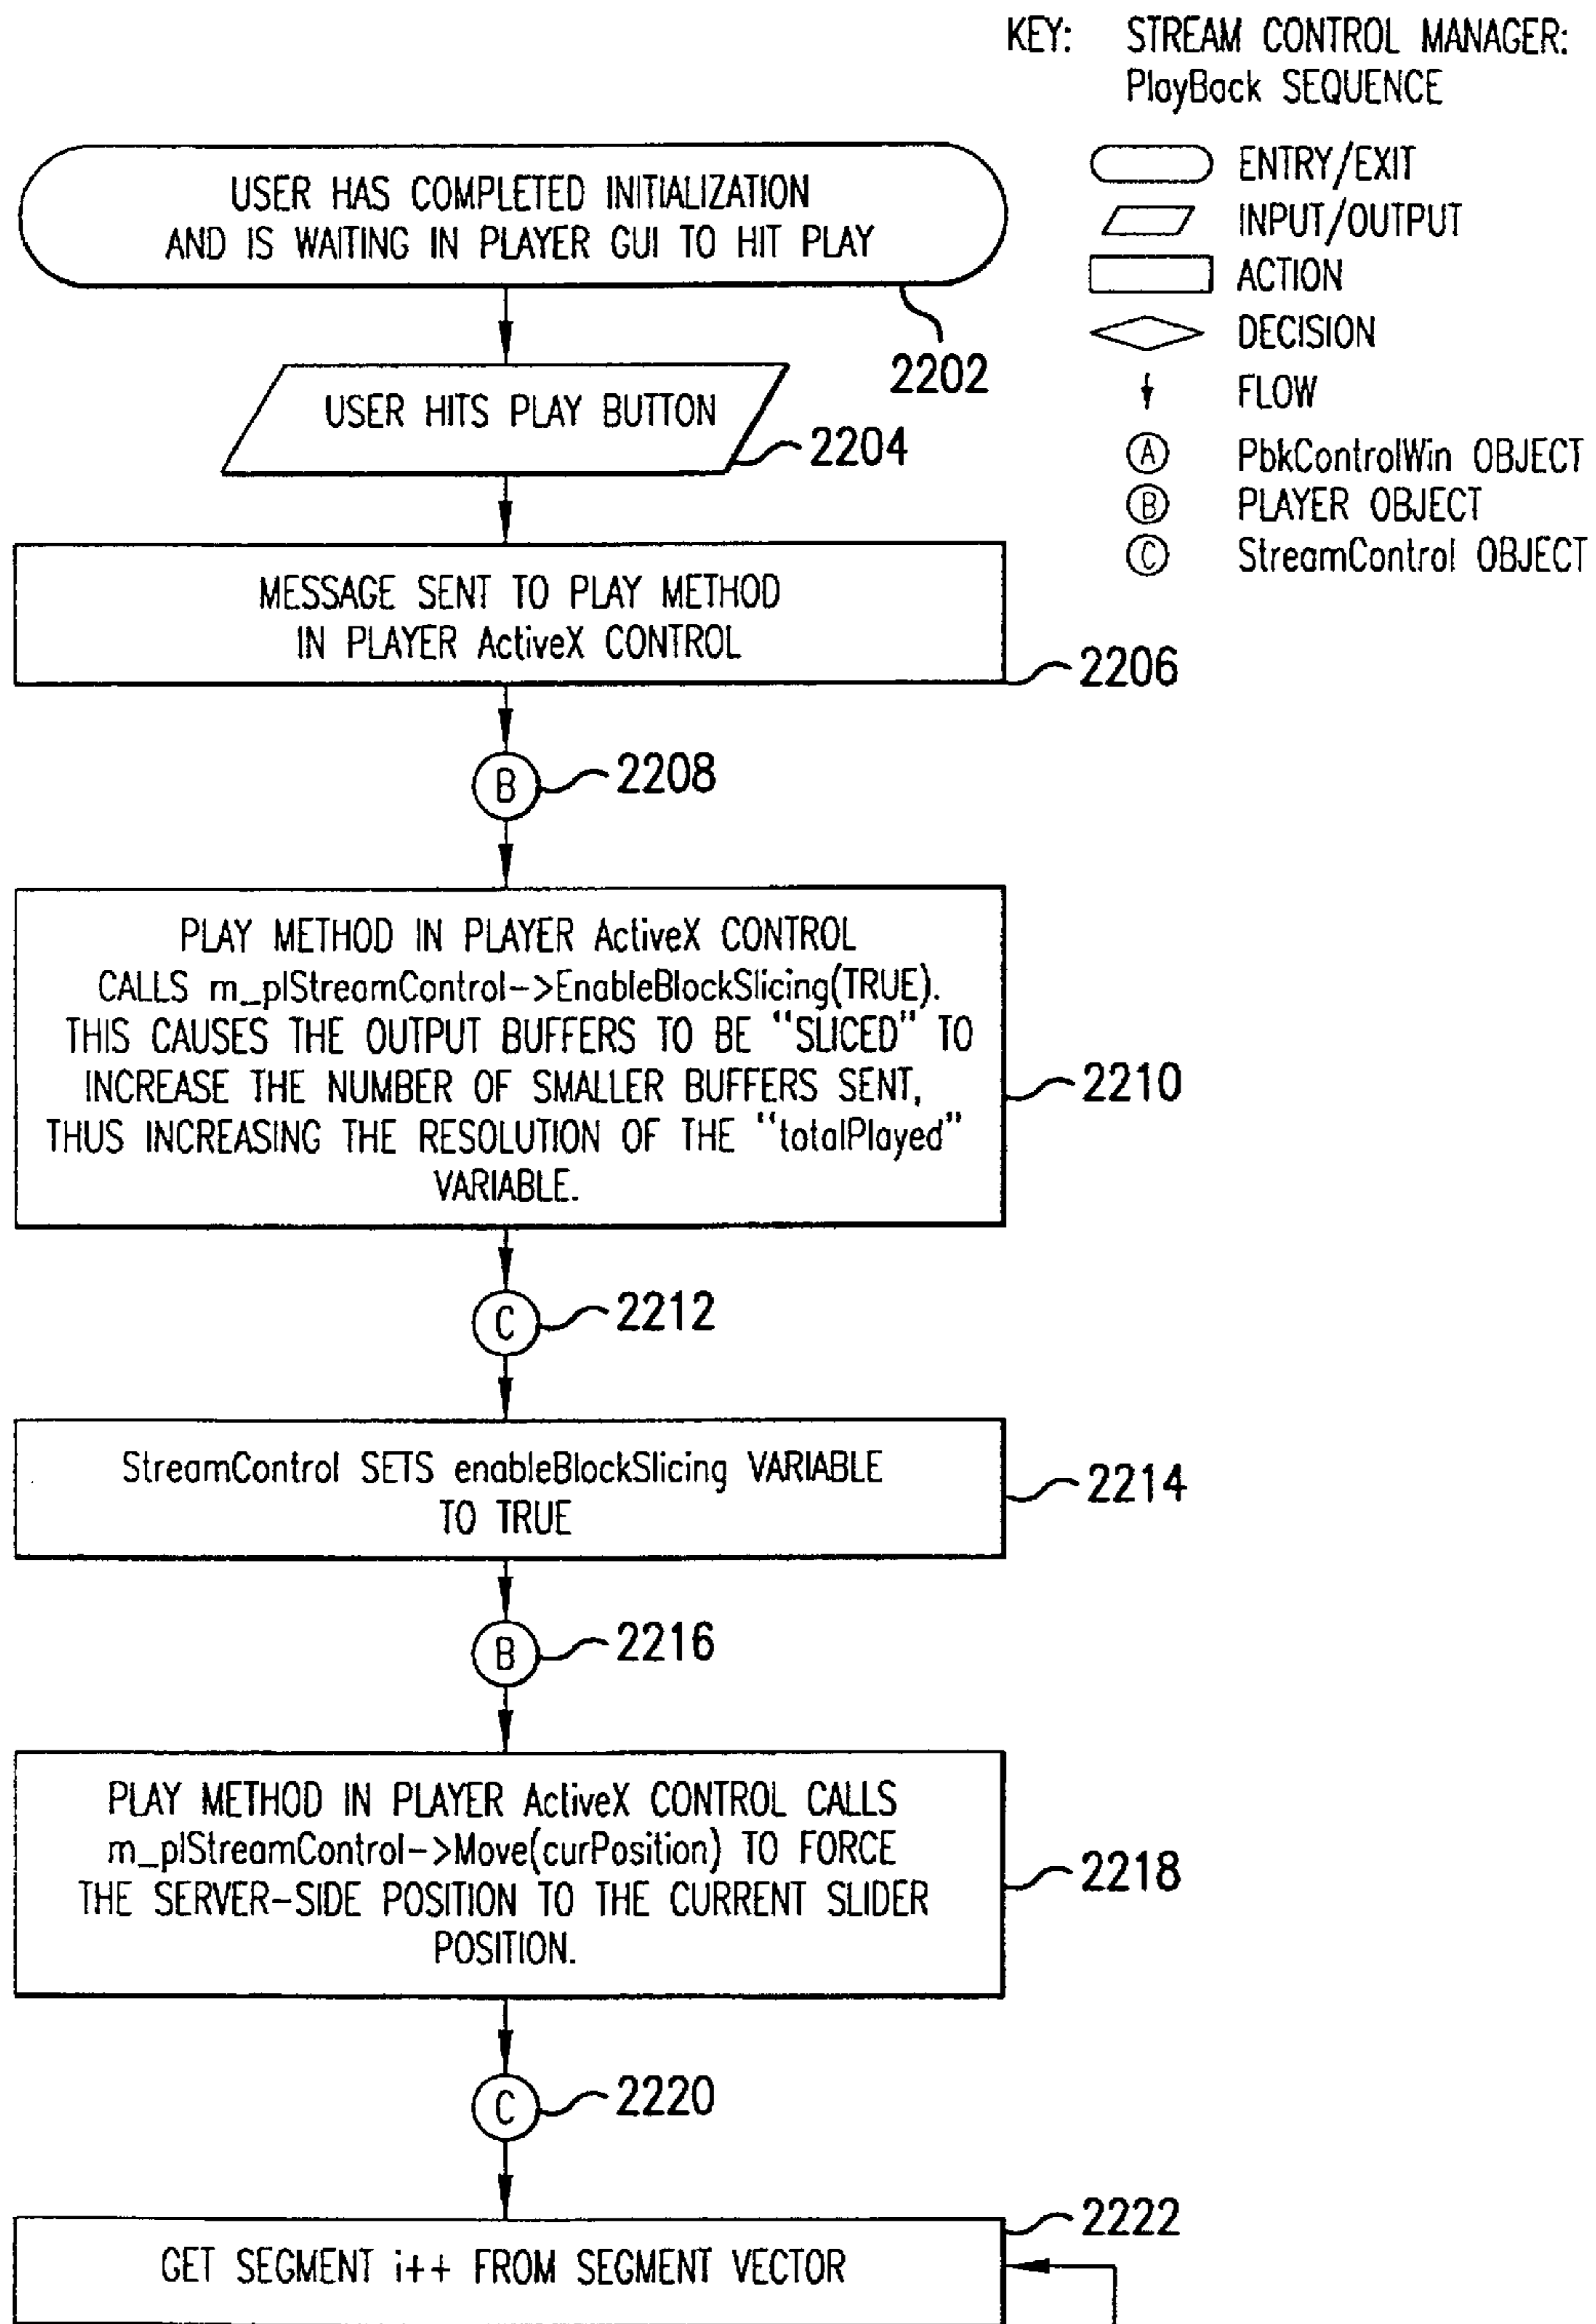 KEY: STREAM CONTROL MANAGER:
PlayBack SEQUENCE
ENTRY/EXIT
INPUT/OUTPUT
ACTION
DECISION
FLOW
A PbkControlWin OBJECT
B PLAYER OBJECT
C StreamControl OBJECT
USER HAS COMPLETED INITIALIZATION
AND IS WAITING IN PLAYER GUI TO HIT PLAY
2202
USER HITS PLAY BUTTON
2204
MESSAGE SENT TO PLAY METHOD
IN PLAYER ActiveX CONTROL
2206
B 2208
PLAY METHOD IN PLAYER ActiveX CONTROL
CALLS m_plStreamControl->EnableBlockSlicing(TRUE).
THIS CAUSES THE OUTPUT BUFFERS TO BE "SLICED" TO
INCREASE THE NUMBER OF SMALLER BUFFERS SENT,
THUS INCREASING THE RESOLUTION OF THE "totalPlayed"
VARIABLE.
2210
C 2212
StreamControl SETS enableBlockSlicing VARIABLE
TO TRUE
2214
B 2216
PLAY METHOD IN PLAYER ActiveX CONTROL CALLS
m_plStreamControl->Move(curPosition) TO FORCE
THE SERVER-SIDE POSITION TO THE CURRENT SLIDER
POSITION.
2218
C 2220
2222
GET SEGMENT i++ FROM SEGMENT VECTOR